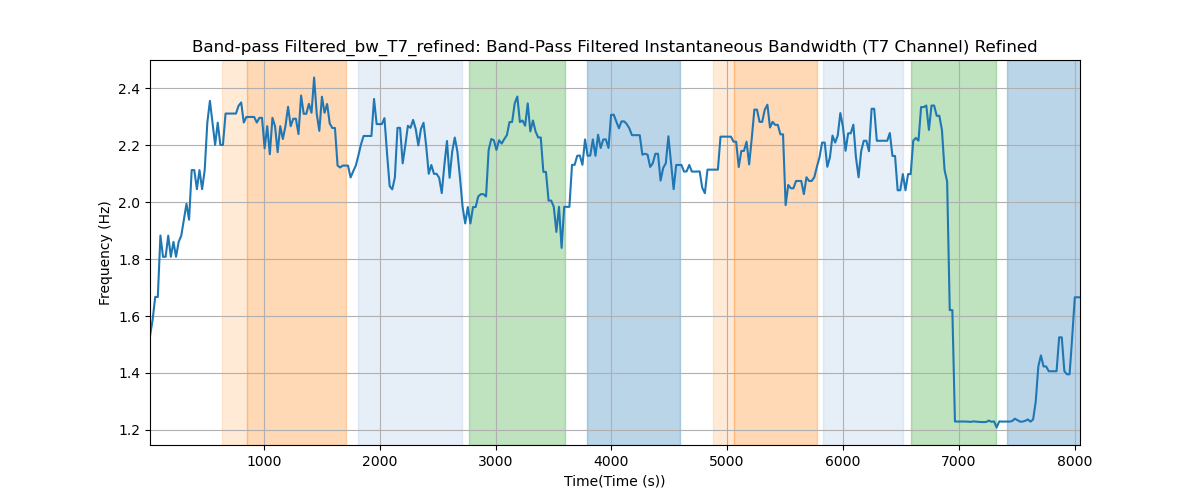 Band-pass Filtered_bw_T7_refined: Band-Pass Filtered Instantaneous Bandwidth (T7 Channel) Refined
Frequency (Hz)
2.4
2.2
2.0
1.8
1.6
1.4
1.2
1000 2000 3000 4000 5000 6000 7000 8000
Time(Time (s))